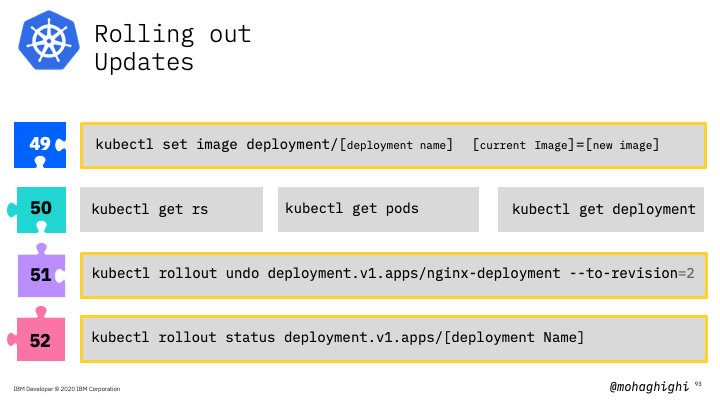 Rolling out
Updates
49
kubectl set image deployment/[deployment name] [current Image]=[new image]
50
kubectl get rs
kubectl get pods
kubectl get deployment
51
kubectl rollout undo deployment.v1.apps/nginx-deployment --to-revision=2
52
kubectl rollout status deployment.v1.apps/[deployment Name]
IBM Developer © 2020 IBM Corporation
@mohaghighi 93